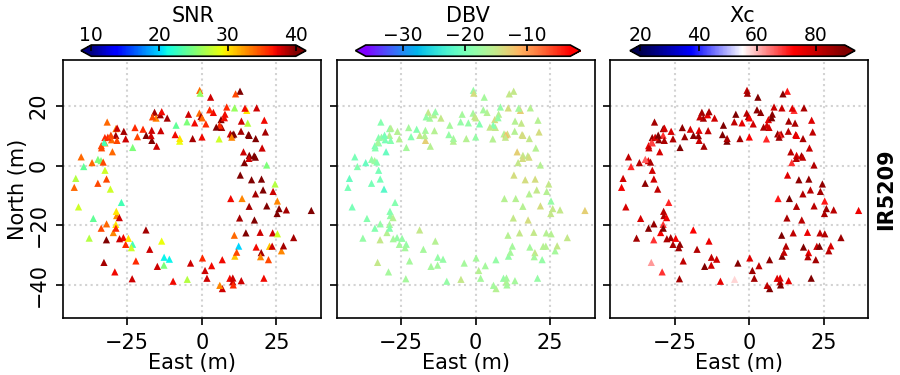 SNR DBV Xc
10 20 30 40 −30 −20 −10 20 40 60 80
20
0
−20
−40
North (m)
IR5209
−25 0 25 −25 0 25 −25 0 25
East (m) East (m) East (m)